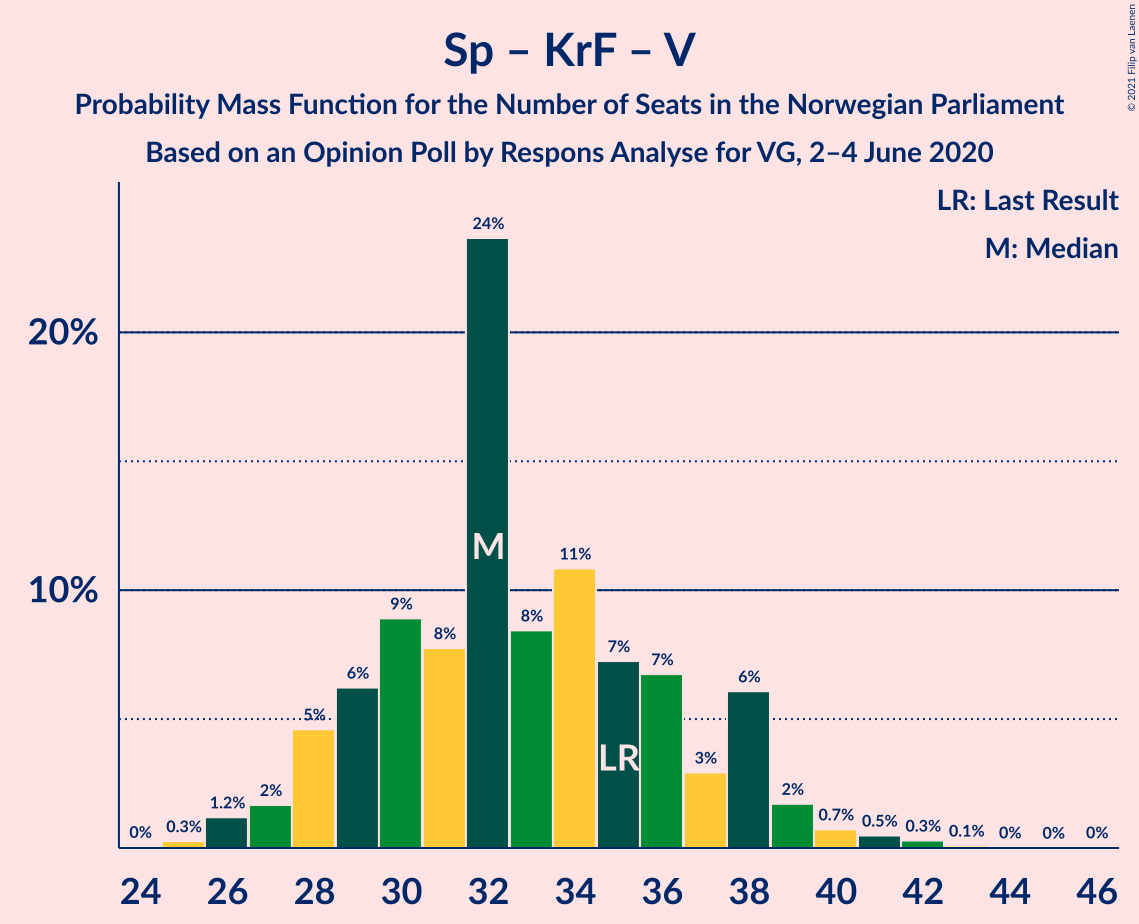 Sp – KrF – V
Probability Mass Function for the Number of Seats in the Norwegian Parliament
Based on an Opinion Poll by Respons Analyse for VG, 2–4 June 2020
© 2021 Filip van Laenen
LR: Last Result
M: Median
20%
10%
0%
0.3%
1.2%
2%
5%
6%
9%
8%
24%
8%
11%
7%
7%
3%
6%
2%
0.7%
0.5%
0.3%
0.1%
0%
0%
0%
M
LR
24 26 28 30 32 34 36 38 40 42 44 46